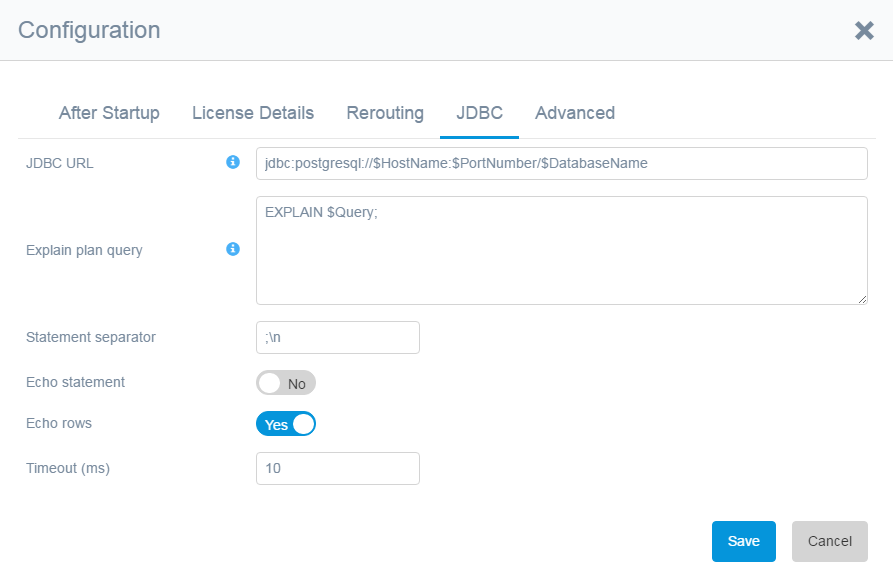 Configuration
After Startup License Details Rerouting JDBC Advanced
JDBC URL jdbc:postgresql://$HostName:$PortNumber/$DatabaseName
EXPLAIN $Query;
Explain plan query
Statement separator ;\n
Echo statement No
Echo rows Yes
Timeout (ms) 10
Save Cancel